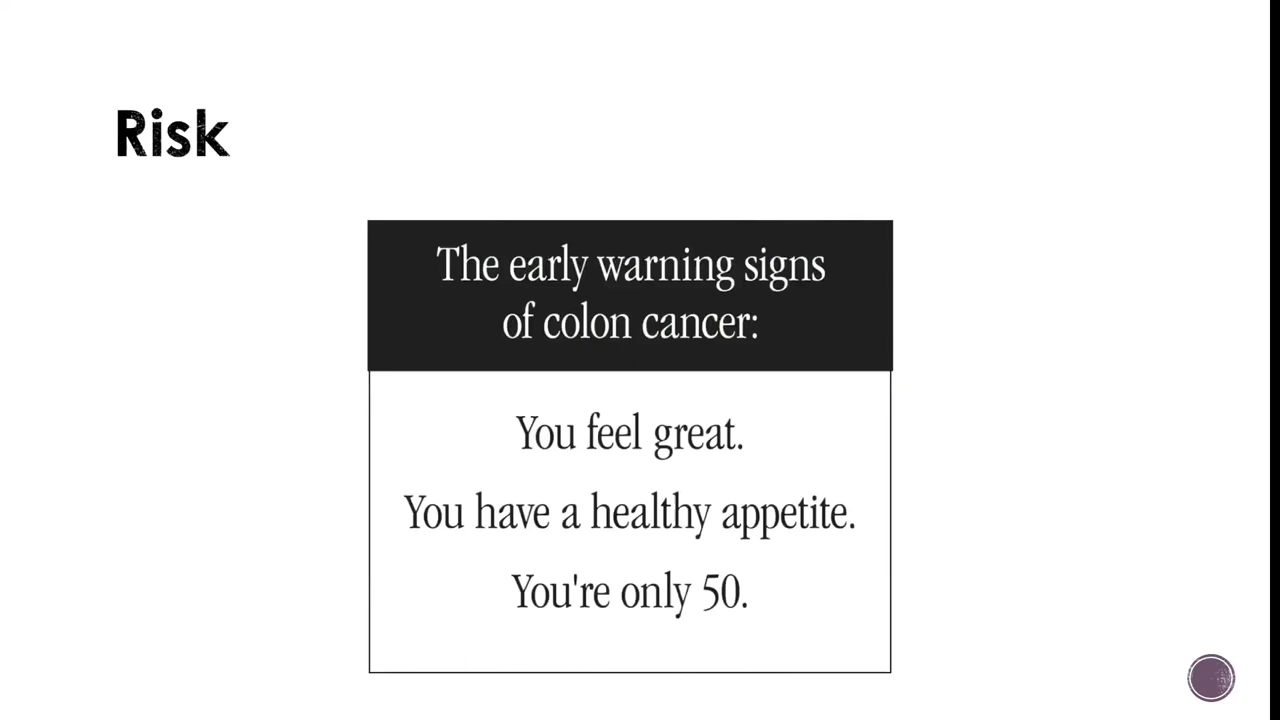 Risk
The early warning signs
of colon cancer:
You feel great.
You have a healthy appetite.
You're only 50.